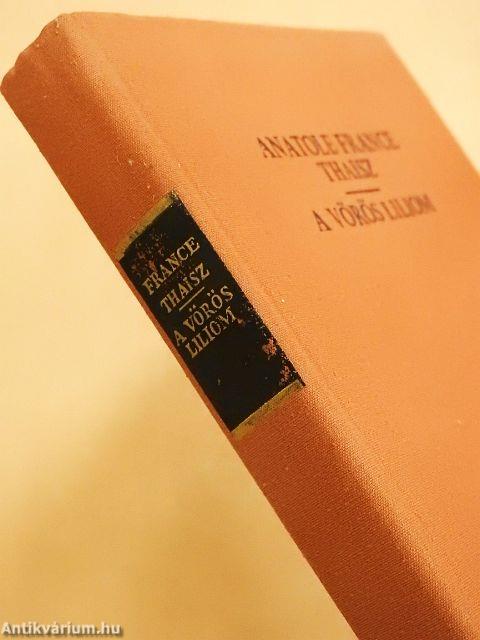 ANATOLE FRANCE
THAISZ
A VÖRÖS LILIOM
FRANCE
THAISZ
A VÖRÖS
LILIOM
Antikvárium.hu